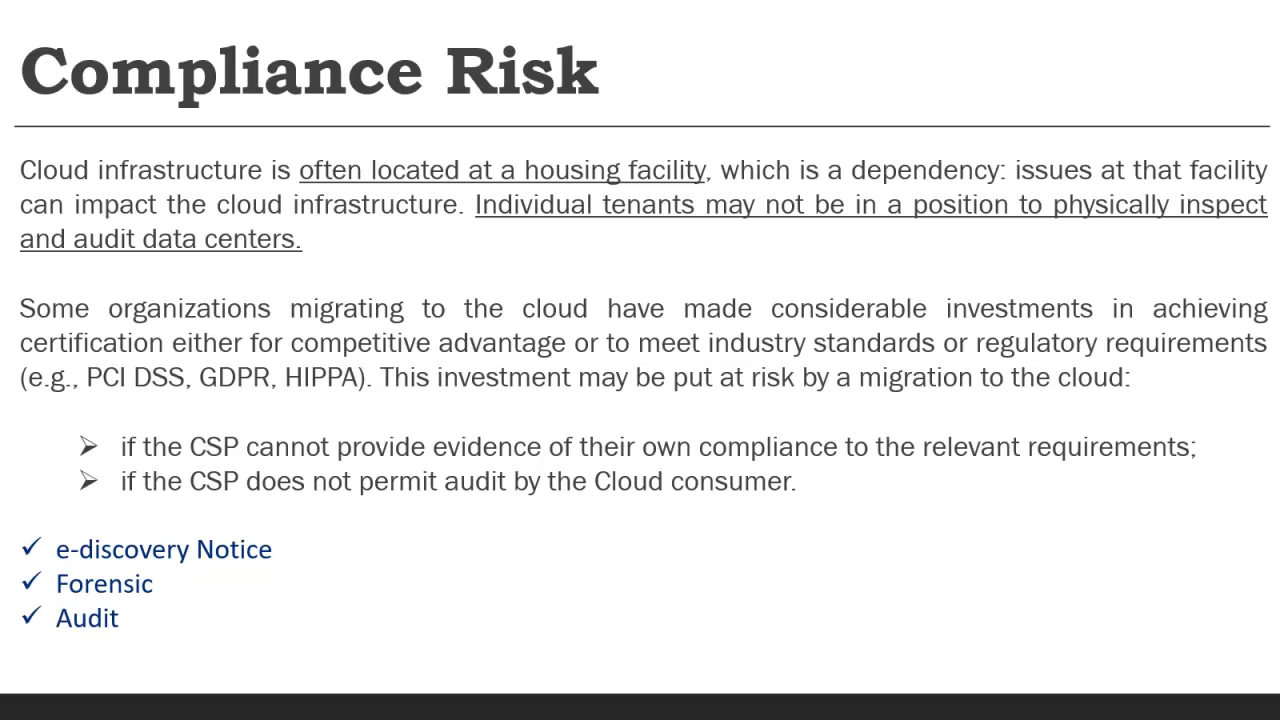 Compliance Risk
Cloud infrastructure is often located at a housing facility, which is a dependency: issues at that facility
can impact the cloud infrastructure. Individual tenants may not be in a position to physically inspect
and audit data centers.
Some organizations migrating to the cloud have made considerable investments in achieving
certification either for competitive advantage or to meet industry standards or regulatory requirements
(e.g., PCI DSS, GDPR, HIPPA). This investment may be put at risk by a migration to the cloud:
➢ if the CSP cannot provide evidence of their own compliance to the relevant requirements;
➢ if the CSP does not permit audit by the Cloud consumer.
✓ e-discovery Notice
✓ Forensic
✓ Audit